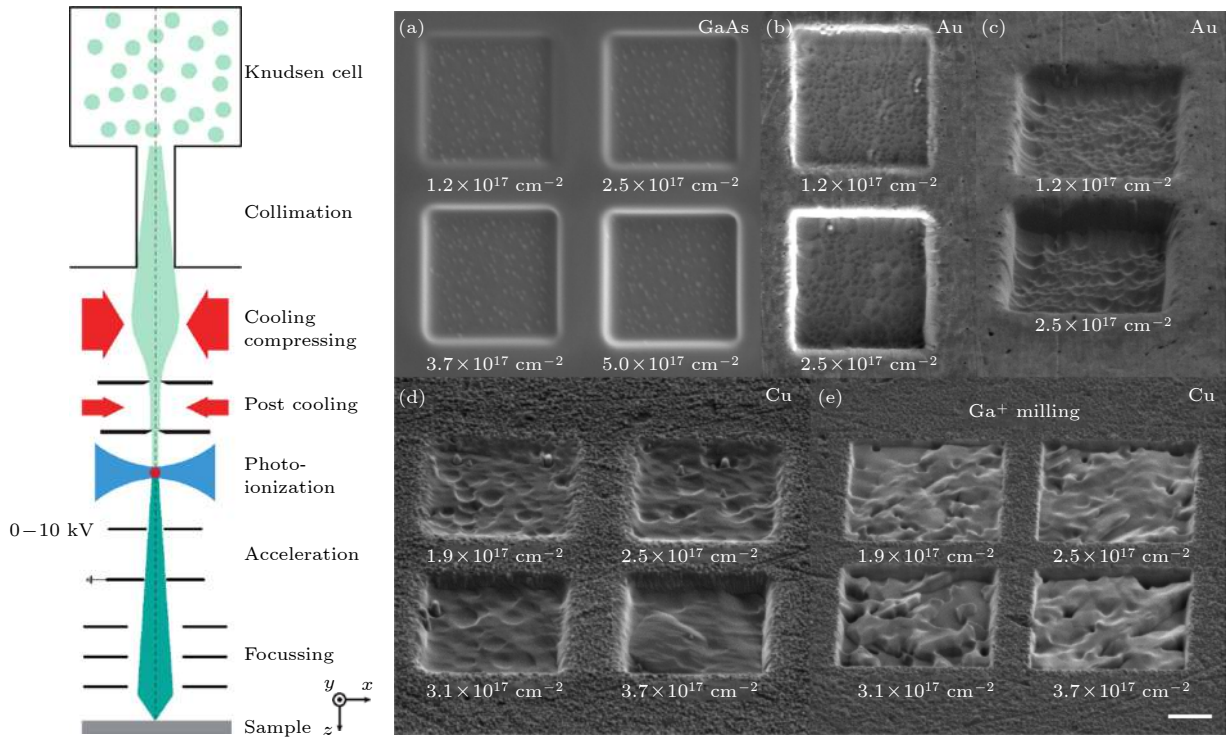 Knudsen cell
Collimation
Cooling
compressing
Post cooling
Photo-
ionization
0−10 kV
Acceleration
Focussing
Sample
y
x
z
(a)
GaAs
1.2×10¹⁷ cm⁻²
2.5×10¹⁷ cm⁻²
3.7×10¹⁷ cm⁻²
5.0×10¹⁷ cm⁻²
(b)
Au
1.2×10¹⁷ cm⁻²
2.5×10¹⁷ cm⁻²
(c)
Au
1.2×10¹⁷ cm⁻²
2.5×10¹⁷ cm⁻²
(d)
Cu
1.9×10¹⁷ cm⁻²
2.5×10¹⁷ cm⁻²
3.1×10¹⁷ cm⁻²
3.7×10¹⁷ cm⁻²
(e)
Ga⁺ milling
Cu
1.9×10¹⁷ cm⁻²
2.5×10¹⁷ cm⁻²
3.1×10¹⁷ cm⁻²
3.7×10¹⁷ cm⁻²